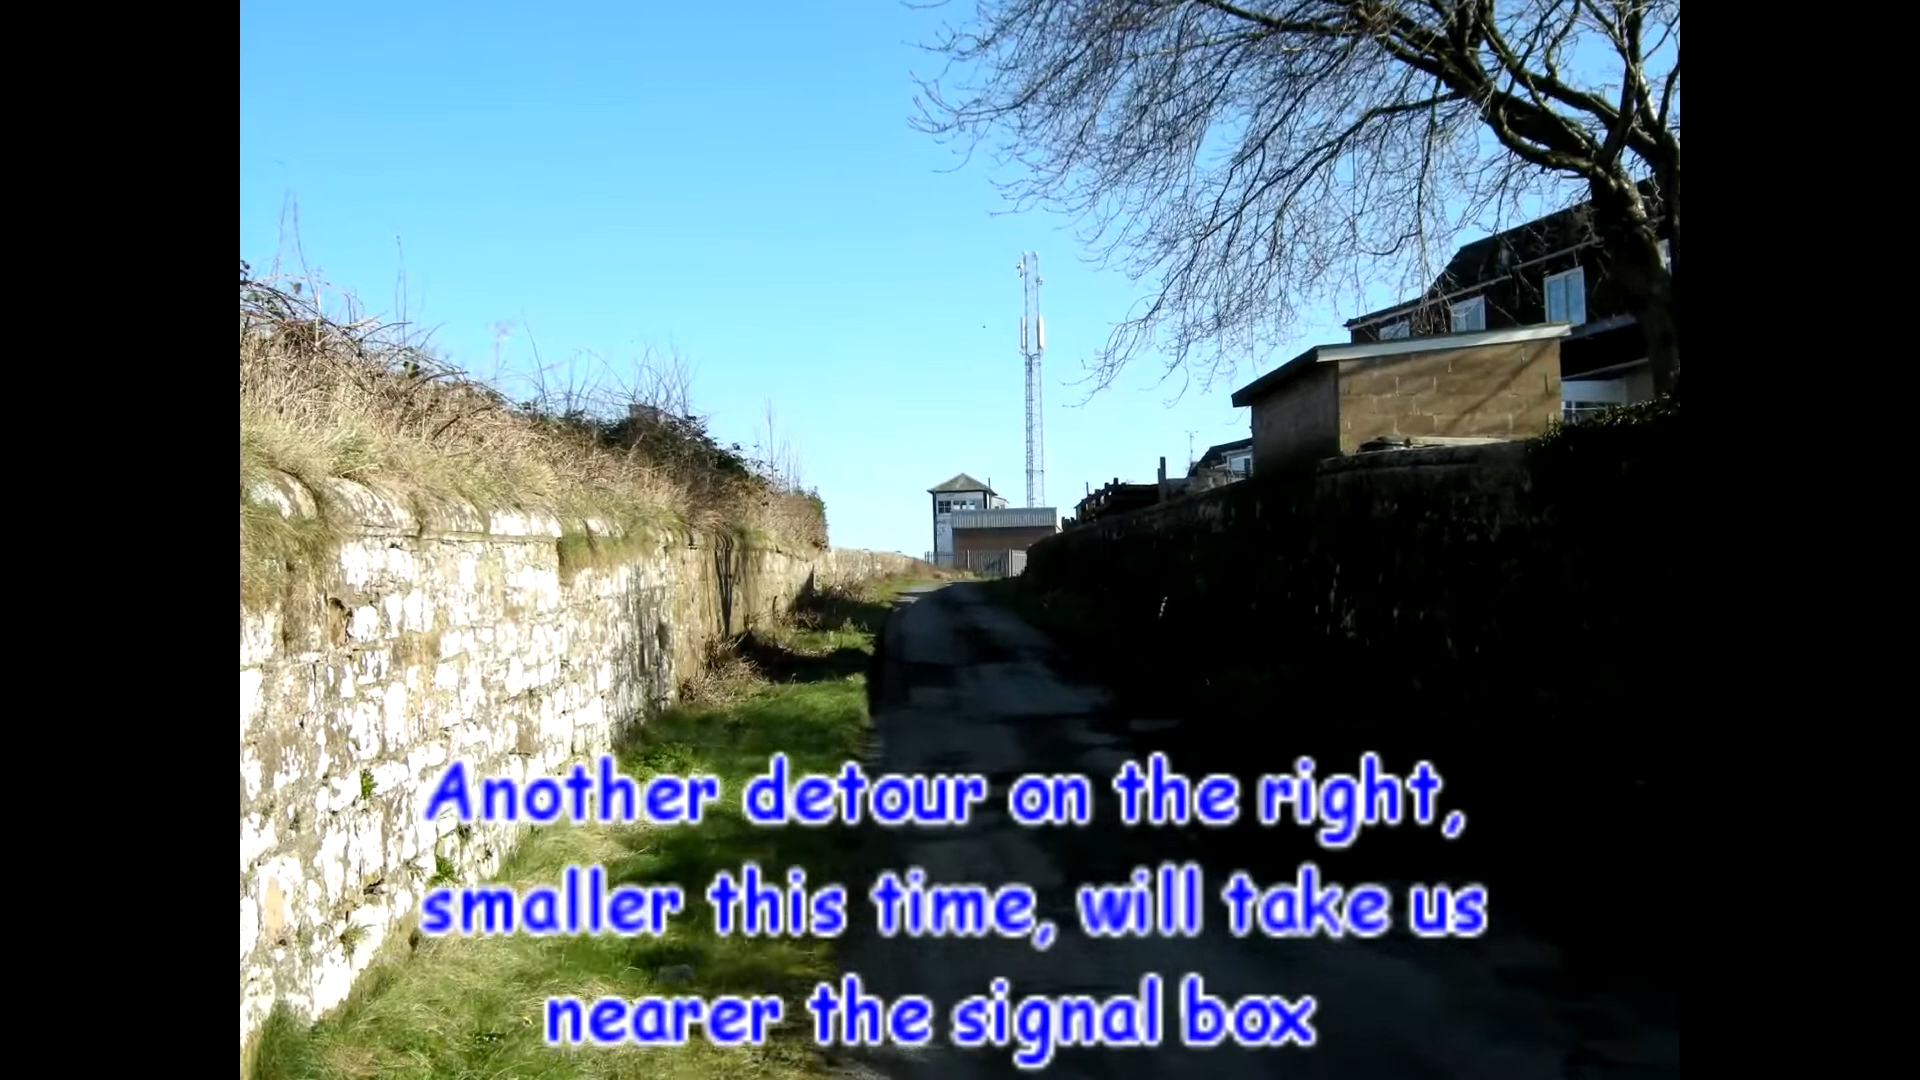 Another detour on the right,
smaller this time, will take us
nearer the signal box